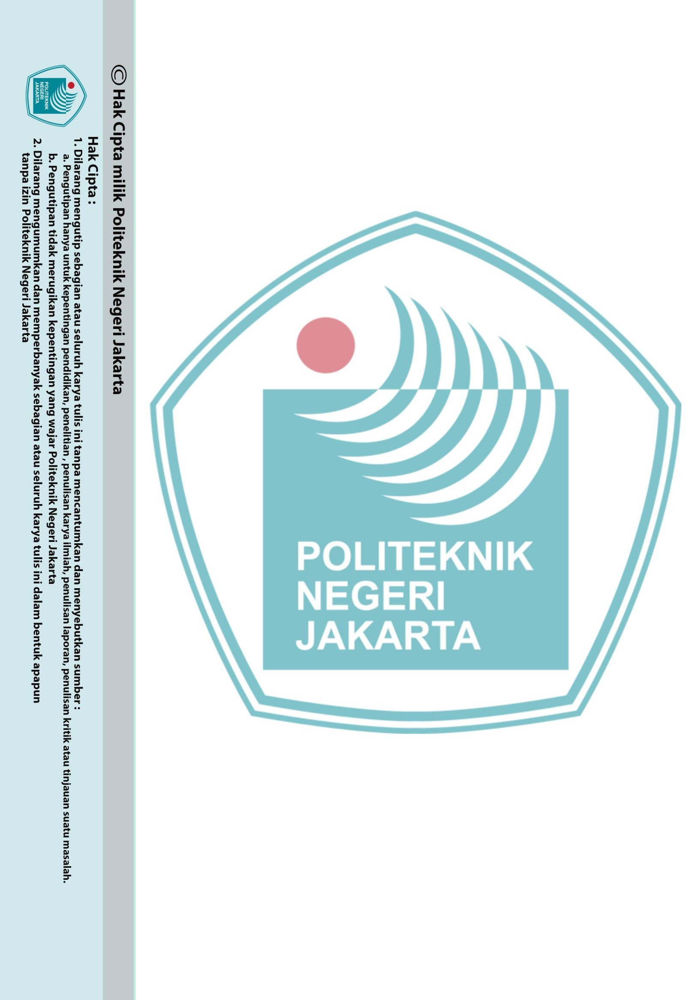 © Hak Cipta milik Politeknik Negeri Jakarta
Hak Cipta :
1. Dilarang mengutip sebagian atau seluruh karya tulis ini tanpa mencantumkan dan menyebutkan sumber :
a. Pengutipan hanya untuk kepentingan pendidikan, penelitian , penulisan karya ilmiah, penulisan laporan, penulisan kritik atau tinjauan suatu masalah.
b. Pengutipan tidak merugikan kepentingan yang wajar Politeknik Negeri Jakarta
2. Dilarang mengumumkan dan memperbanyak sebagian atau seluruh karya tulis ini dalam bentuk apapun
tanpa izin Politeknik Negeri Jakarta
POLITEKNIK
NEGERI
JAKARTA
POLITEKNIK
NEGERI
JAKARTA